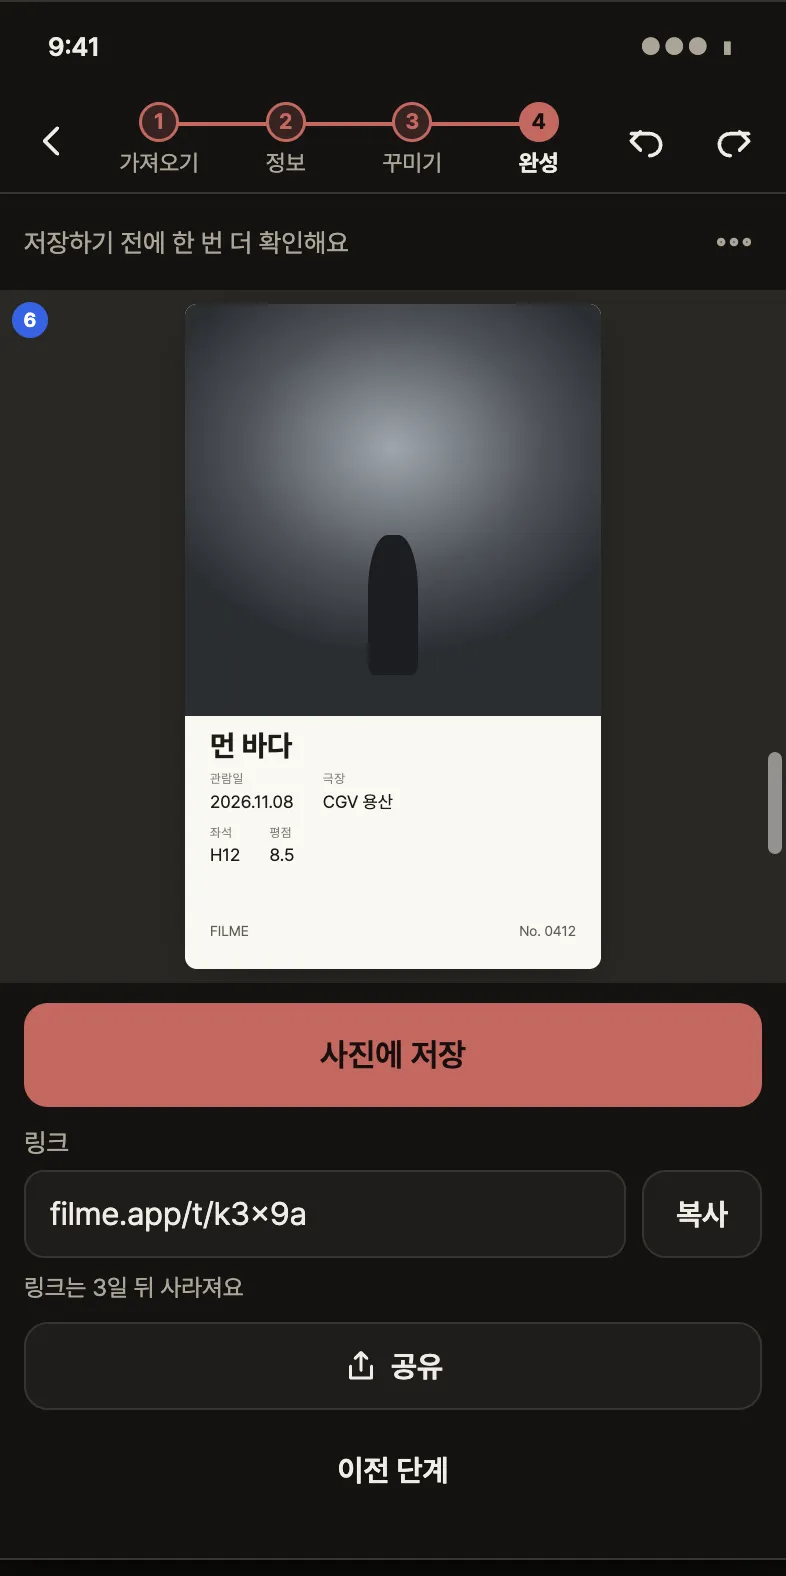 9:41
1 2 3 4
가져오기 정보 꾸미기 완성
저장하기 전에 한 번 더 확인해요
6
먼 바다
관람일 극장
2026.11.08 CGV 용산
좌석 평점
H12 8.5
FILME No. 0412
사진에 저장
링크
filme.app/t/k3×9a
복사
링크는 3일 뒤 사라져요
공유
이전 단계